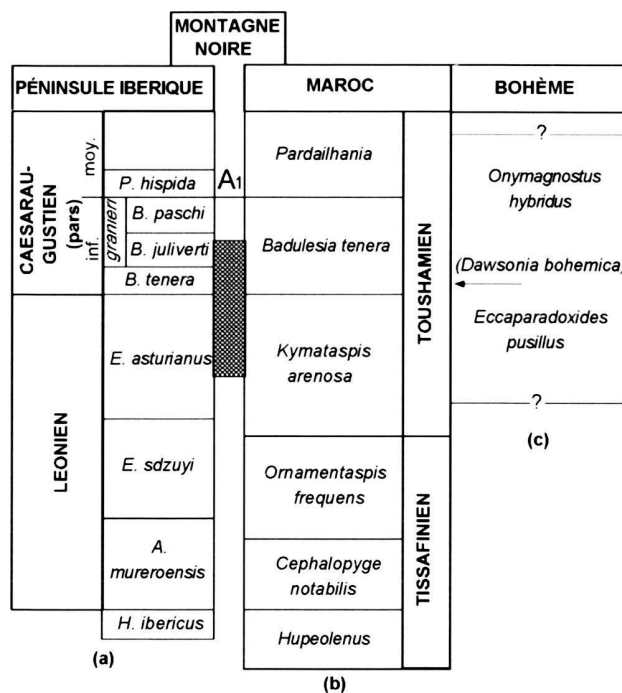 MONTAGNE
NOIRE
PÉNINSULE IBERIQUE
MAROC
BOHÈME
CAESARAU-
GUSTIEN
(pars)
moy.
inf.
granieri
P. hispida
B. paschi
B. juliverti
B. tenera
LEONIEN
E. asturianus
E. sdzuyi
A.
mureroensis
H. ibericus
(a)
A1
Pardailhania
Badulesia tenera
Kymataspis
arenosa
Ornamentaspis
frequens
Cephalopyge
notabilis
Hupeolenus
(b)
TOUSHAMIEN
TISSAFINIEN
?
Onymagnostus
hybridus
(Dawsonia bohemica)
Eccaparadoxides
pusillus
?
(c)